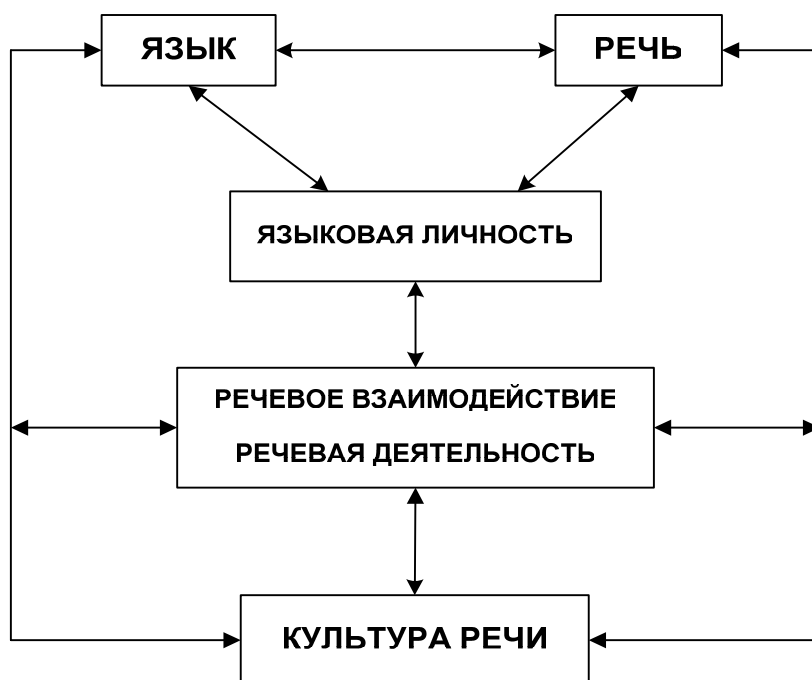 ЯЗЫК
РЕЧЬ
ЯЗЫКОВАЯ ЛИЧНОСТЬ
РЕЧЕВОЕ ВЗАИМОДЕЙСТВИЕ
РЕЧЕВАЯ ДЕЯТЕЛЬНОСТЬ
КУЛЬТУРА РЕЧИ